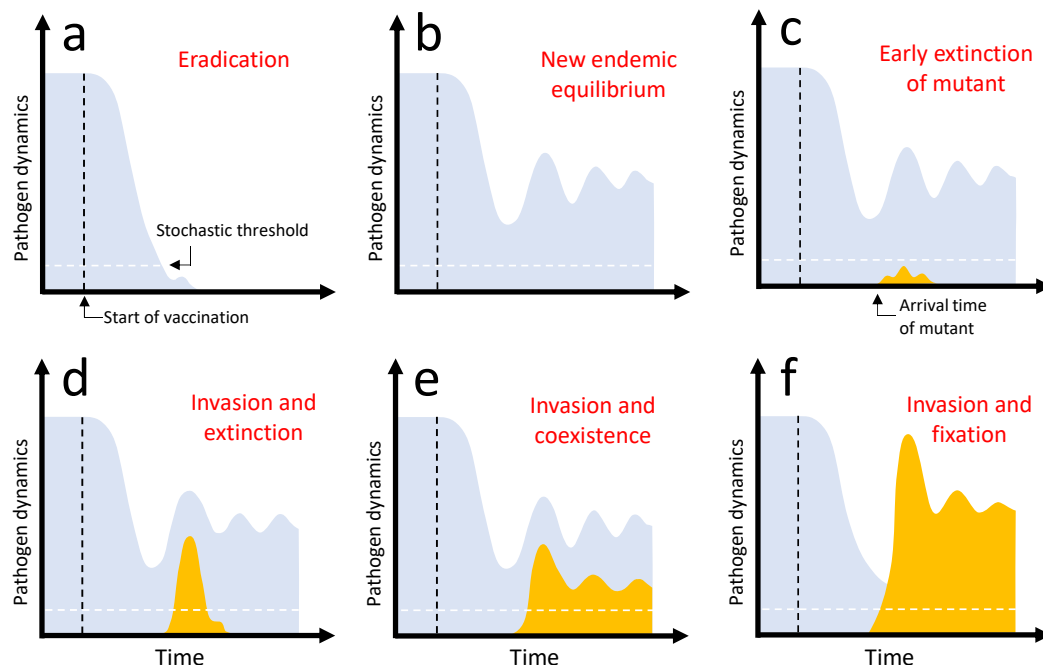 a
Eradication
Pathogen dynamics
Stochastic threshold
Start of vaccination
b
New endemic
equilibrium
Pathogen dynamics
c
Early extinction
of mutant
Pathogen dynamics
Arrival time
of mutant
d
Invasion and
extinction
Pathogen dynamics
Time
e
Invasion and
coexistence
Pathogen dynamics
Time
f
Invasion and
fixation
Pathogen dynamics
Time